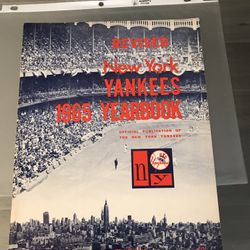 REVISED
New York
YANKEES
1965 YEARBOOK
OFFICIAL PUBLICATION OF
THE NEW YORK YANKEES
ny